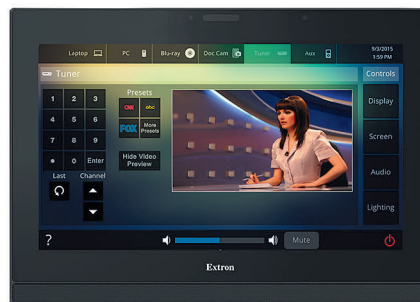 Laptop
PC
Blu-ray
Doc Cam
Tuner
Aux
9/3/2015
1:59 PM
Tuner
Controls
Presets
1 2 3
4 5 6
7 8 9
• 0 Enter
CNN
abc
FOX
More
Presets
Hide Video
Preview
Last
Channel
Display
Screen
Audio
Lighting
?
Mute
Extron